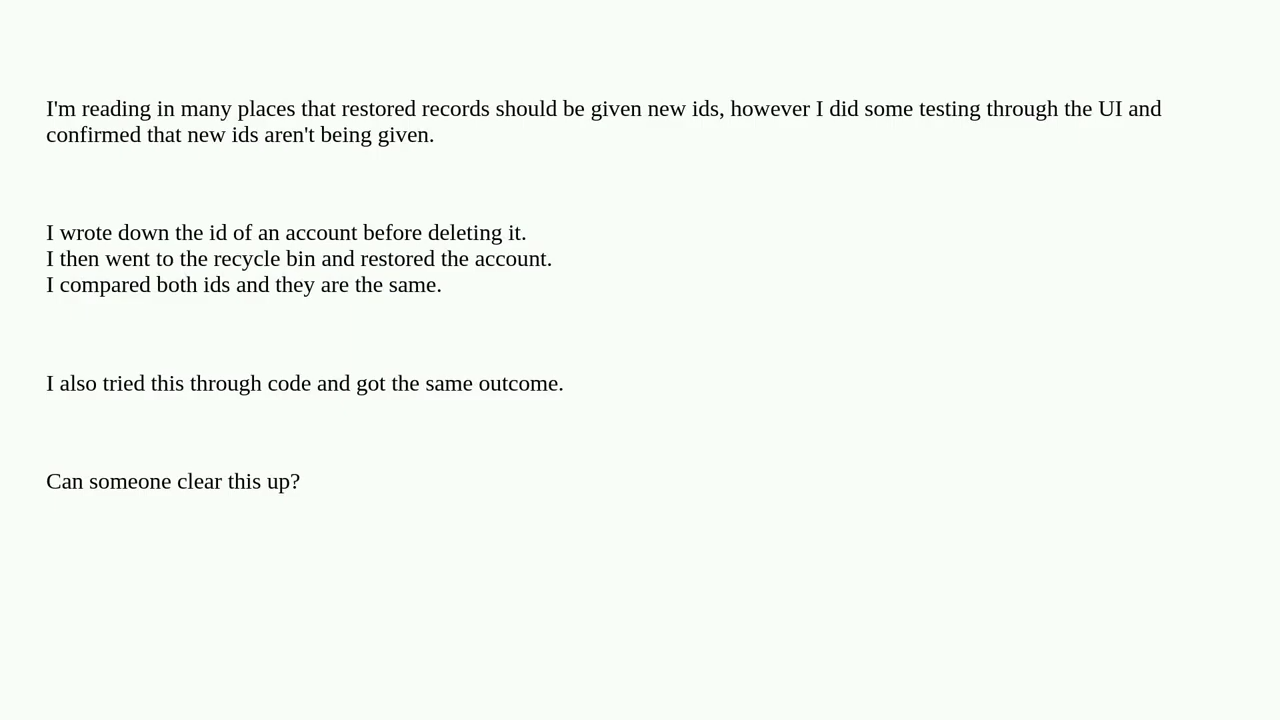 I'm reading in many places that restored records should be given new ids, however I did some testing through the UI and
confirmed that new ids aren't being given.
I wrote down the id of an account before deleting it.
I then went to the recycle bin and restored the account.
I compared both ids and they are the same.
I also tried this through code and got the same outcome.
Can someone clear this up?